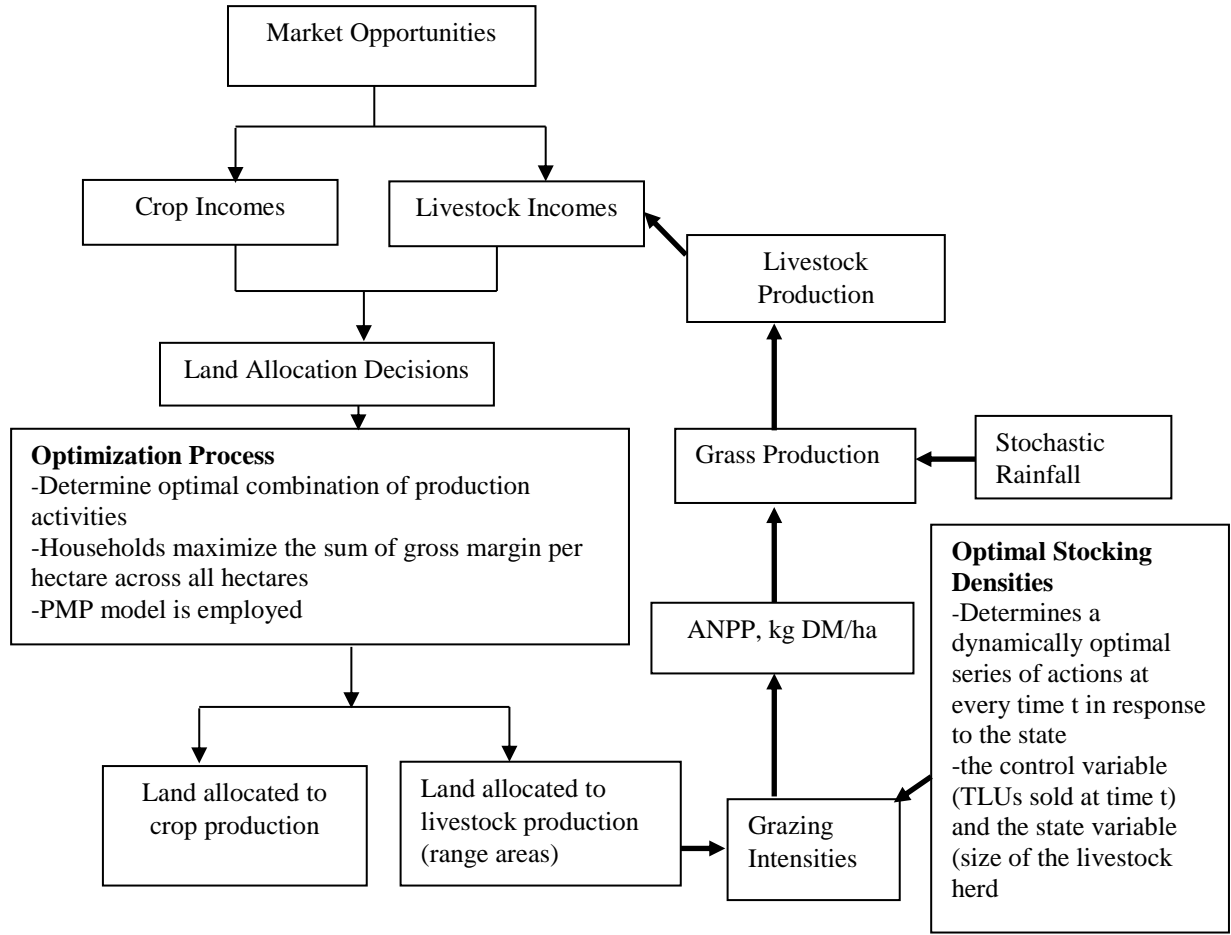 Market Opportunities
Crop Incomes
Livestock Incomes
Livestock
Production
Land Allocation Decisions
Optimization Process
-Determine optimal combination of production
activities
-Households maximize the sum of gross margin per
hectare across all hectares
-PMP model is employed
Grass Production
Stochastic
Rainfall
ANPP, kg DM/ha
Optimal Stocking
Densities
-Determines a
dynamically optimal
series of actions at
every time t in response
to the state
-the control variable
(TLUs sold at time t)
and the state variable
(size of the livestock
herd
Land allocated to
crop production
Land allocated to
livestock production
(range areas)
Grazing
Intensities